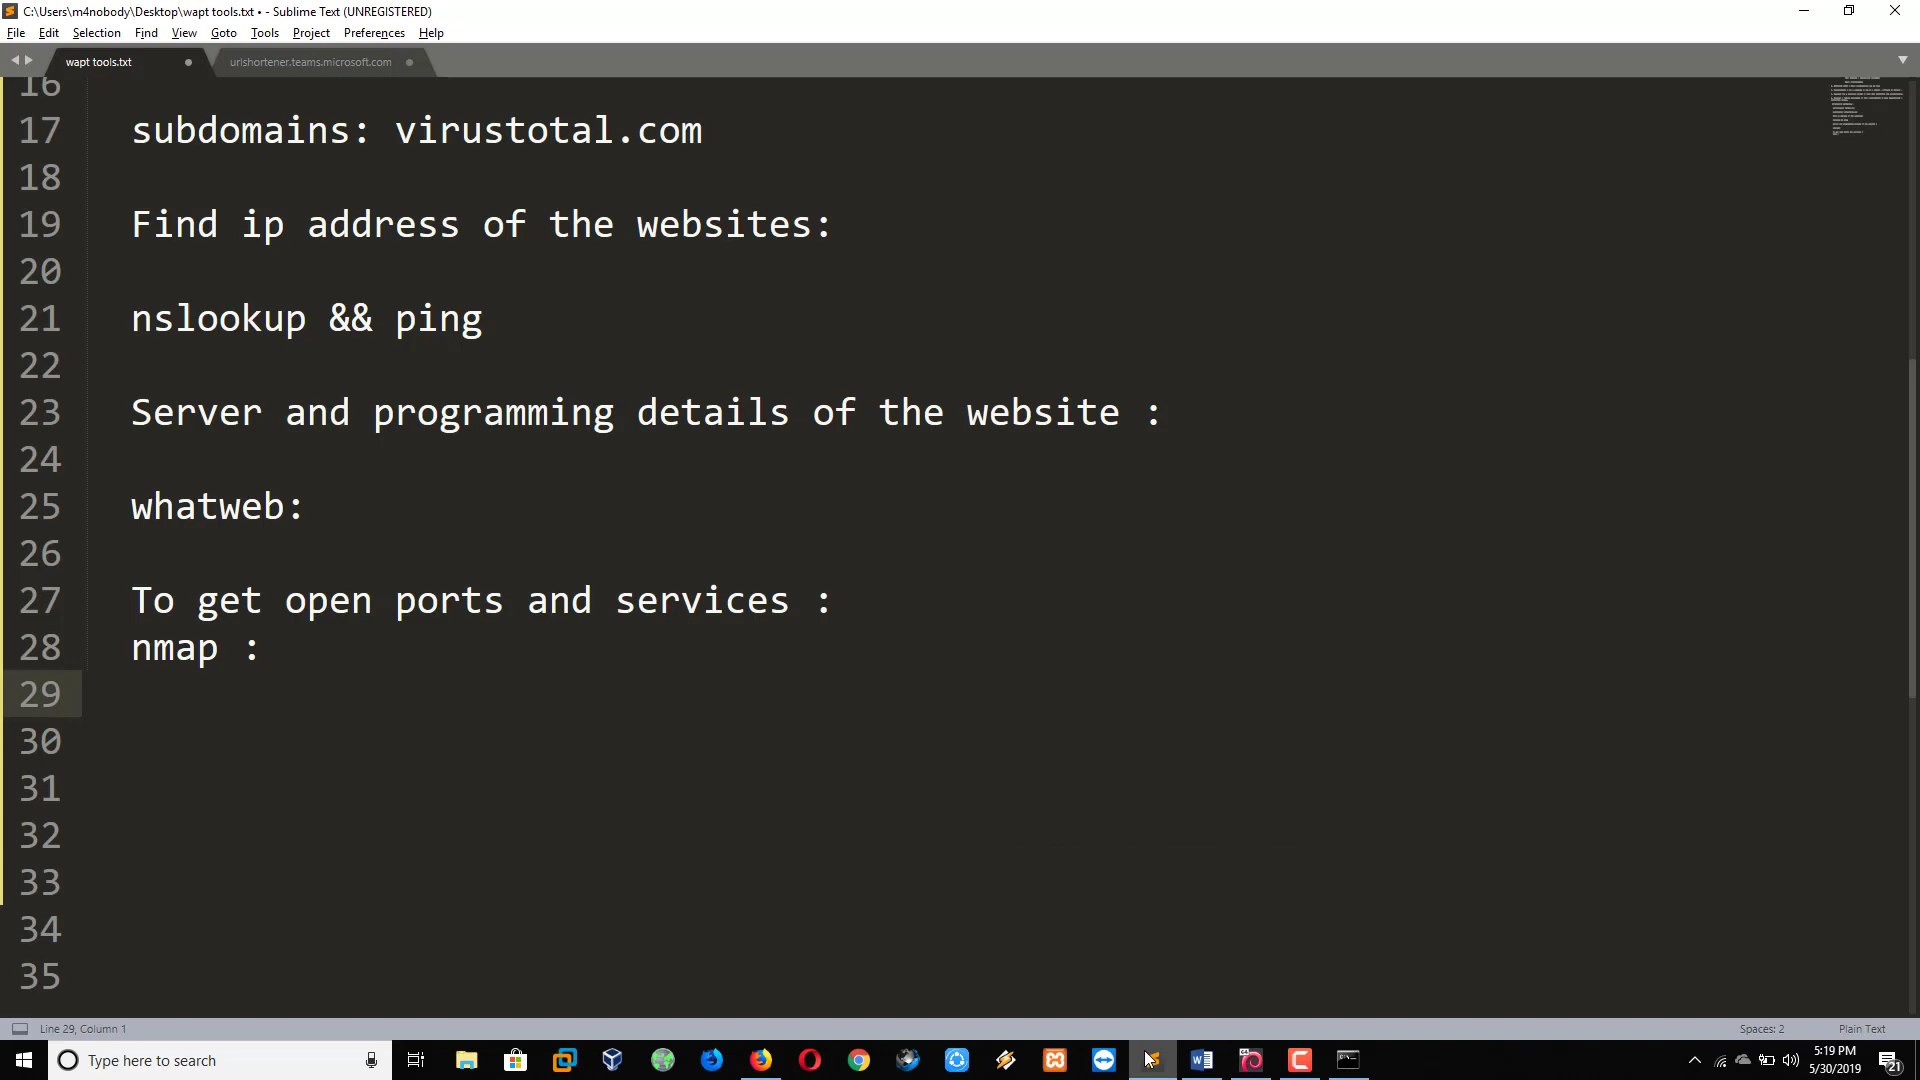 C:\Users\m4nobody\Desktop\wapt tools.txt • - Sublime Text (UNREGISTERED)
File Edit Selection Find View Goto Tools Project Preferences Help
wapt tools.txt urlshortener.teams.microsoft.com
16
17 subdomains: virustotal.com
18
19 Find ip address of the websites:
20
21 nslookup && ping
22
23 Server and programming details of the website :
24
25 whatweb:
26
27 To get open ports and services :
28 nmap :
29
30
31
32
33
34
35
Line 29, Column 1 Spaces: 2 Plain Text
Type here to search
5:19 PM
5/30/2019
21